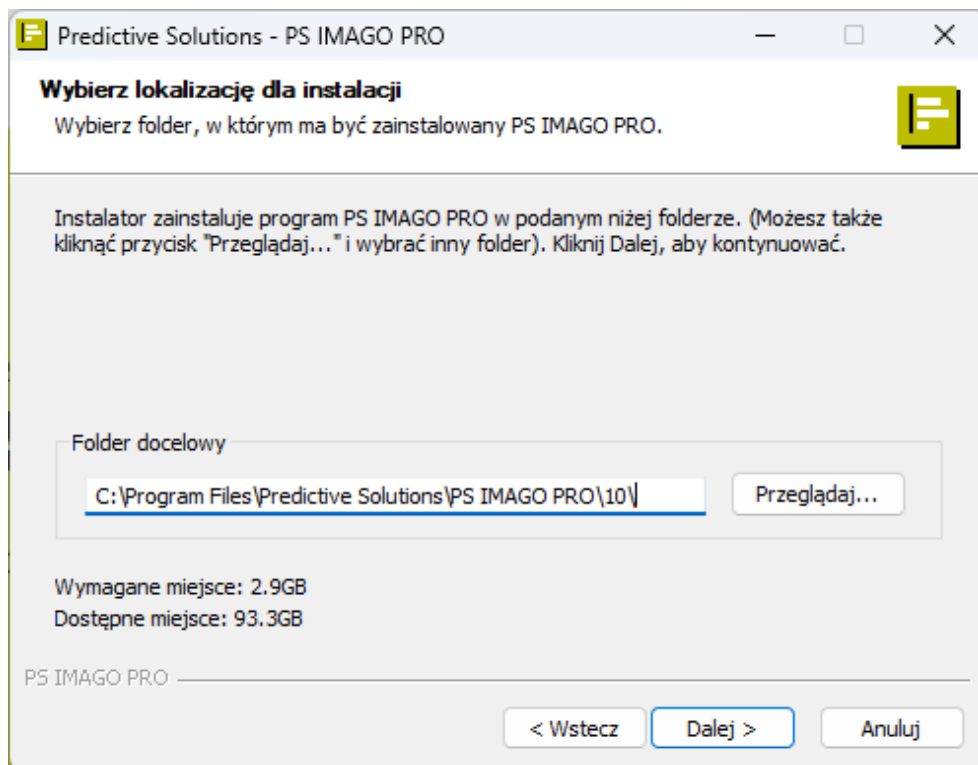 Predictive Solutions - PS IMAGO PRO
Wybierz lokalizację dla instalacji
Wybierz folder, w którym ma być zainstalowany PS IMAGO PRO.
Instalator zainstaluje program PS IMAGO PRO w podanym niżej folderze. (Możesz także
kliknąć przycisk "Przeglądaj..." i wybrać inny folder). Kliknij Dalej, aby kontynuować.
Folder docelowy
C:\Program Files\Predictive Solutions\PS IMAGO PRO\10\
Przeglądaj...
Wymagane miejsce: 2.9GB
Dostępne miejsce: 93.3GB
PS IMAGO PRO
< Wstecz
Dalej >
Anuluj